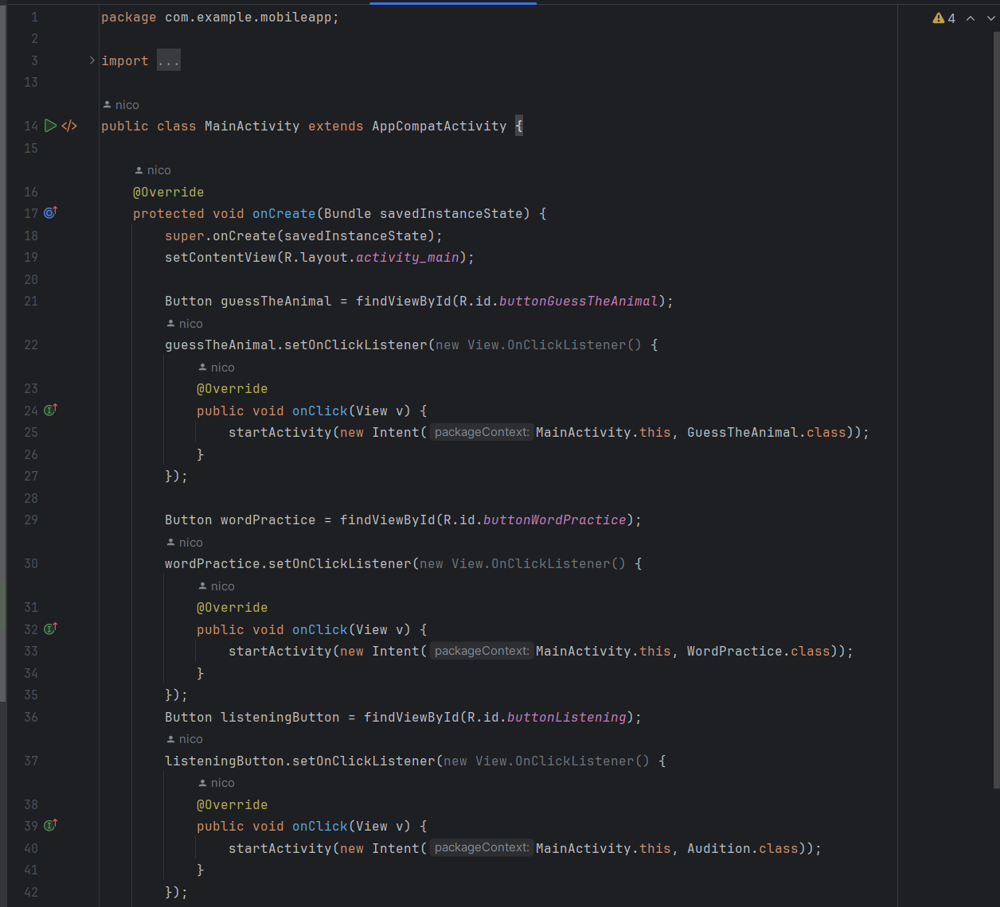 1 package com.example.mobileapp; 4
2
3 import ...
13
nico
14 public class MainActivity extends AppCompatActivity {
15
nico
16 @Override
17 protected void onCreate(Bundle savedInstanceState) {
18 super.onCreate(savedInstanceState);
19 setContentView(R.layout.activity_main);
20
21 Button guessTheAnimal = findViewById(R.id.buttonGuessTheAnimal);
nico
22 guessTheAnimal.setOnClickListener(new View.OnClickListener() {
nico
23 @Override
24 public void onClick(View v) {
25 startActivity(new Intent( packageContext: MainActivity.this, GuessTheAnimal.class));
26 }
27 });
28
29 Button wordPractice = findViewById(R.id.buttonWordPractice);
nico
30 wordPractice.setOnClickListener(new View.OnClickListener() {
nico
31 @Override
32 public void onClick(View v) {
33 startActivity(new Intent( packageContext: MainActivity.this, WordPractice.class));
34 }
35 });
36 Button listeningButton = findViewById(R.id.buttonListening);
nico
37 listeningButton.setOnClickListener(new View.OnClickListener() {
nico
38 @Override
39 public void onClick(View v) {
40 startActivity(new Intent( packageContext: MainActivity.this, Audition.class));
41 }
42 });